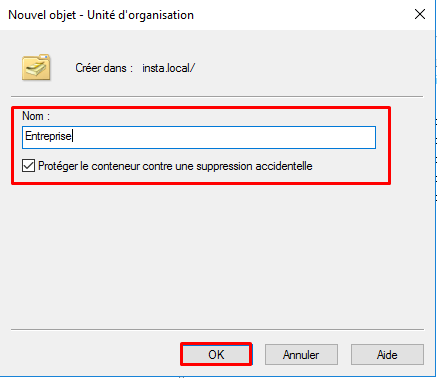 Nouvel objet - Unité d'organisation
Créer dans : insta.local/
Nom :
Entreprise
Protéger le conteneur contre une suppression accidentelle
OK Annuler Aide